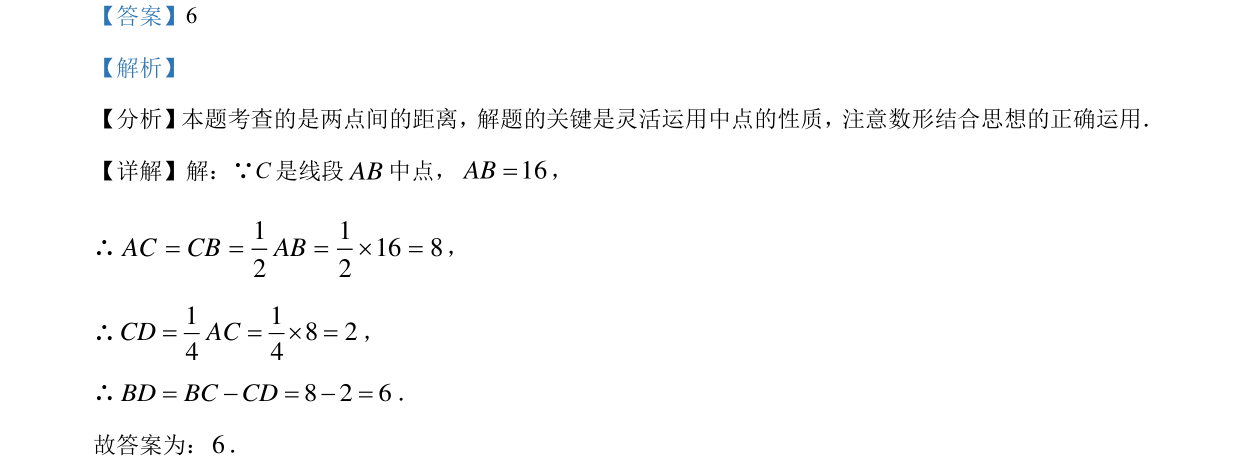 【答案】6
【解析】
【分析】本题考查的是两点间的距离，解题的关键是灵活运用中点的性质，注意数形结合思想的正确运用．
【详解】解：∵C 是线段 AB 中点， AB = 16，
∴ AC = CB = 1/2 AB = 1/2 × 16 = 8，
∴ CD = 1/4 AC = 1/4 × 8 = 2，
∴ BD = BC − CD = 8 − 2 = 6．
故答案为：6．